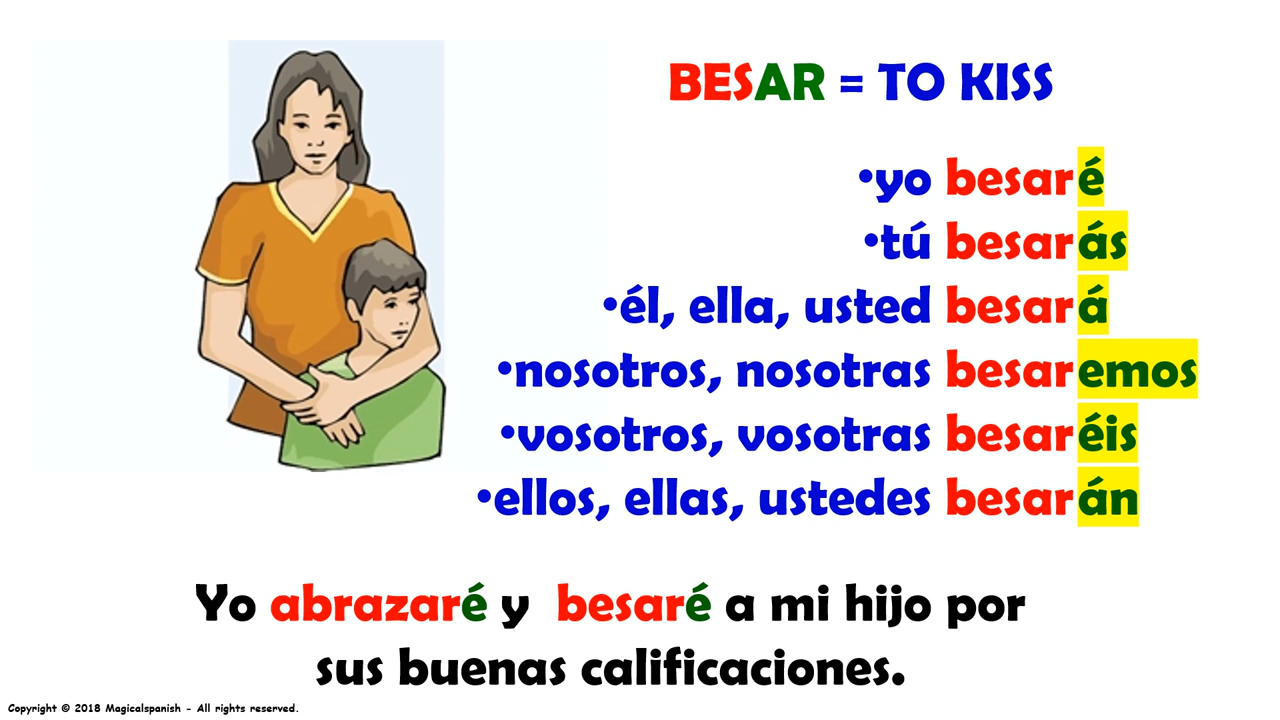 BESAR = TO KISS
•yo besaré
•tú besarás
•él, ella, usted besará
•nosotros, nosotras besaremos
•vosotros, vosotras besaréis
•ellos, ellas, ustedes besarán
Yo abrazaré y besaré a mi hijo por
sus buenas calificaciones.
Copyright © 2018 Magicalspanish - All rights reserved.